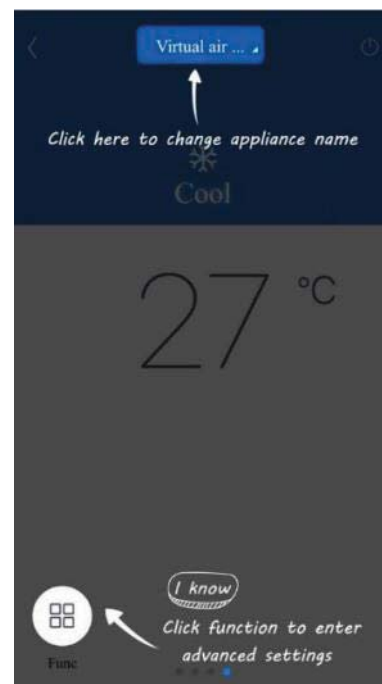 Virtual air ...
Click here to change appliance name
Cool
27 °C
I know
Click function to enter
advanced settings
Func